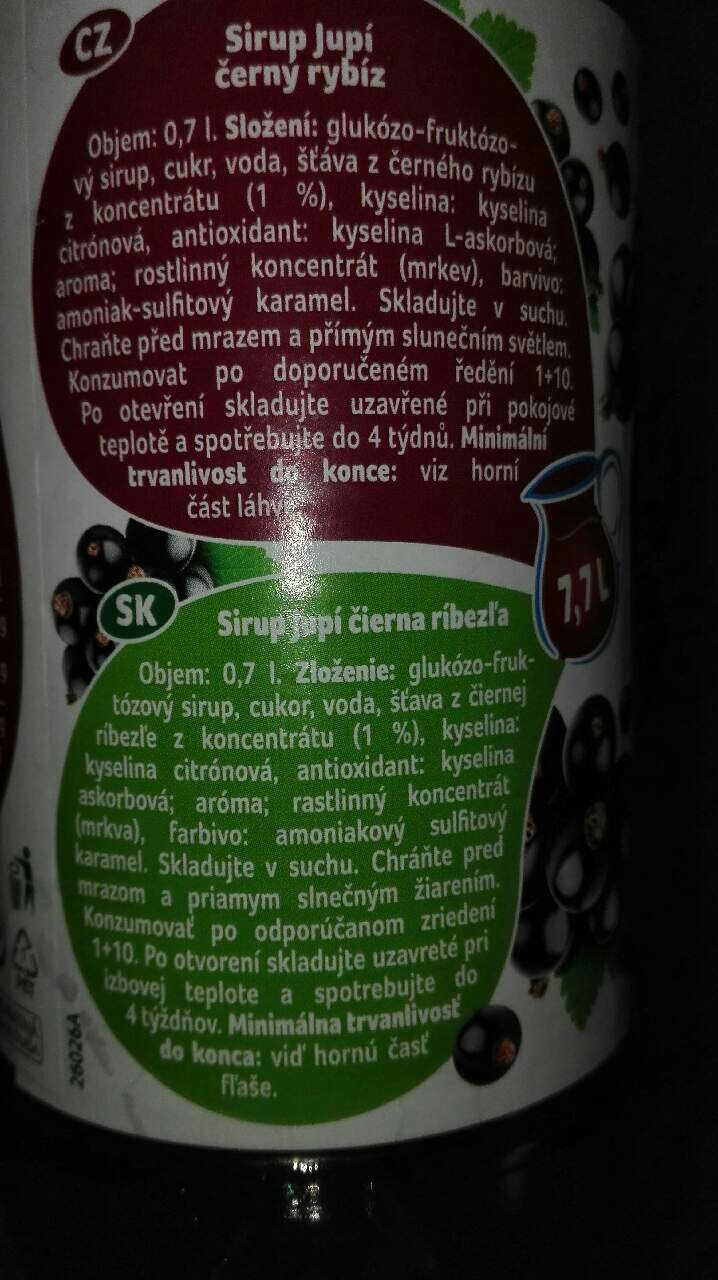 CZ
Sirup Jupí
černý rybíz
Objem: 0,7 l. Složení: glukózo-fruktózo-
vý sirup, cukr, voda, šťáva z černého rybízu
z koncentrátu (1 %), kyselina: kyselina
citrónová, antioxidant: kyselina L-askorbová;
aroma; rostlinný koncentrát (mrkev), barvivo:
amoniak-sulfitový karamel. Skladujte v suchu.
Chraňte před mrazem a přímým slunečním světlem.
Konzumovat po doporučeném ředění 1+10.
Po otevření skladujte uzavřené při pokojové
teplotě a spotřebujte do 4 týdnů. Minimální
trvanlivost do konce: viz horní
část láhve.
7,7 L
SK
Sirup Jupí čierna ríbezľa
Objem: 0,7 l. Zloženie: glukózo-fruk-
tózový sirup, cukor, voda, šťava z čiernej
ríbezle z koncentrátu (1 %), kyselina:
kyselina citrónová, antioxidant: kyselina
askorbová; aróma; rastlinný koncentrát
(mrkva), farbivo: amoniakový sulfitový
karamel. Skladujte v suchu. Chráňte pred
mrazom a priamym slnečným žiarením.
Konzumovať po odporúčanom zriedení
1+10. Po otvorení skladujte uzavreté pri
izbovej teplote a spotrebujte do
4 týždňov. Minimálna trvanlivosť
do konca: viď hornú časť
fľaše.
26026A